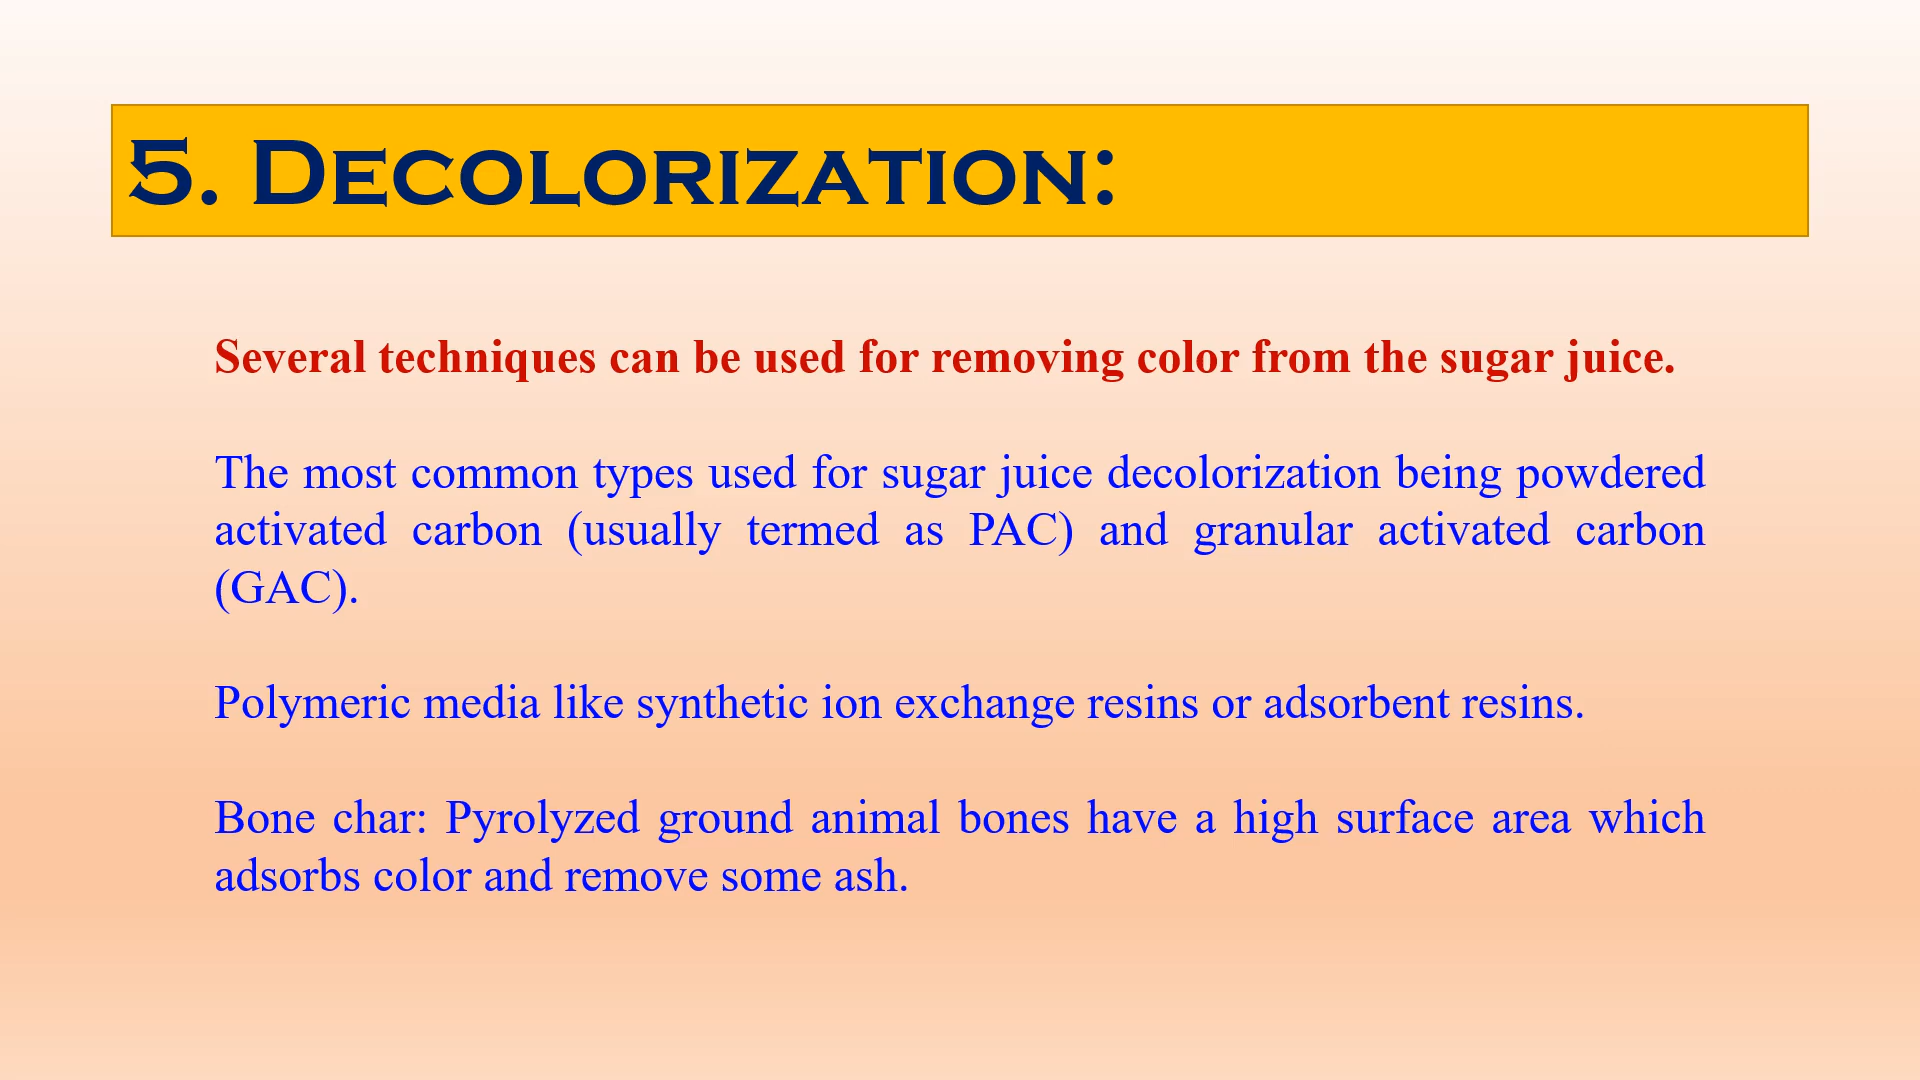 5. Decolorization:
Several techniques can be used for removing color from the sugar juice.
The most common types used for sugar juice decolorization being powdered
activated carbon (usually termed as PAC) and granular activated carbon
(GAC).
Polymeric media like synthetic ion exchange resins or adsorbent resins.
Bone char: Pyrolyzed ground animal bones have a high surface area which
adsorbs color and remove some ash.